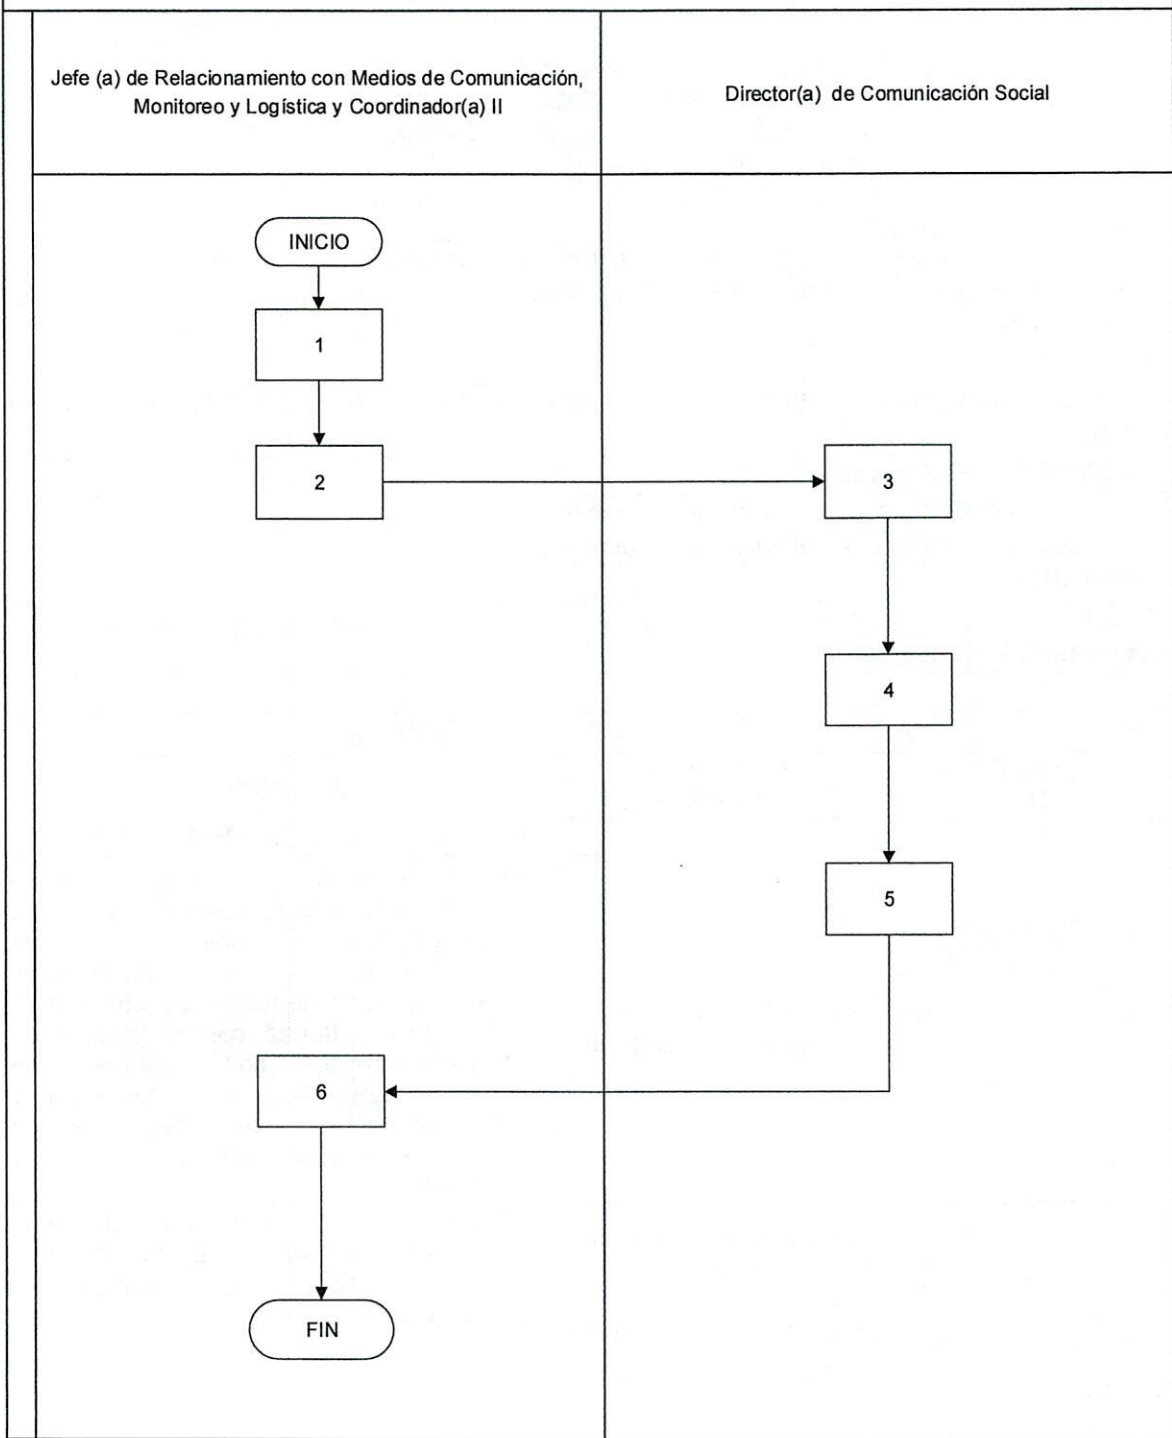 Jefe (a) de Relacionamiento con Medios de Comunicación,
Monitoreo y Logística y Coordinador(a) II
Director(a) de Comunicación Social
INICIO
1
2
3
4
5
6
FIN